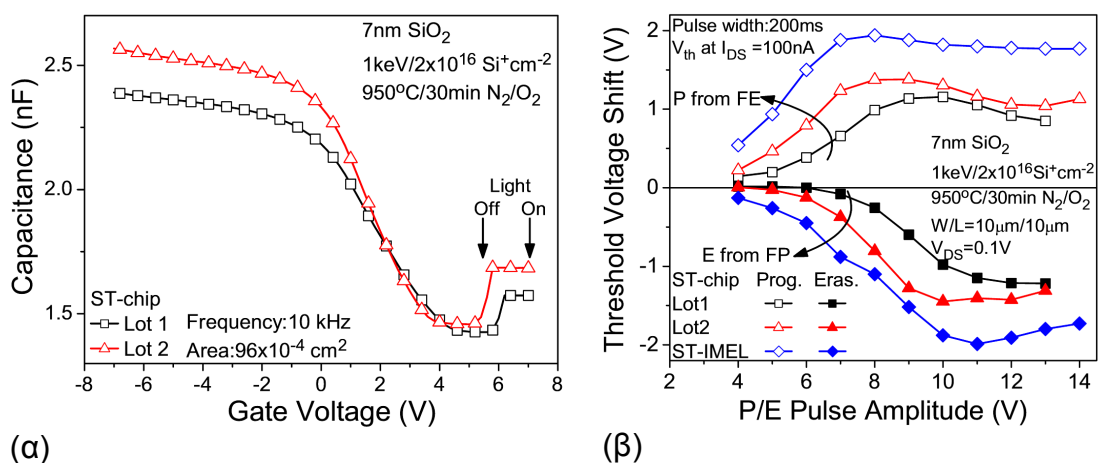 7nm SiO2
1keV/2x10^16 Si+cm-2
950°C/30min N2/O2
Light
Off On
ST-chip
Lot 1
Lot 2
Frequency:10 kHz
Area:96x10^-4 cm^2
Capacitance (nF)
2.5
2.0
1.5
-8 -6 -4 -2 0 2 4 6 8
Gate Voltage (V)
(α)
Pulse width:200ms
Vth at IDS =100nA
P from FE
7nm SiO2
1keV/2x10^16Si+cm-2
950°C/30min N2/O2
W/L=10μm/10μm
VDS=0.1V
E from FP
ST-chip Prog. Eras.
Lot1
Lot2
ST-IMEL
Threshold Voltage Shift (V)
2
1
0
-1
-2
2 4 6 8 10 12 14
P/E Pulse Amplitude (V)
(β)